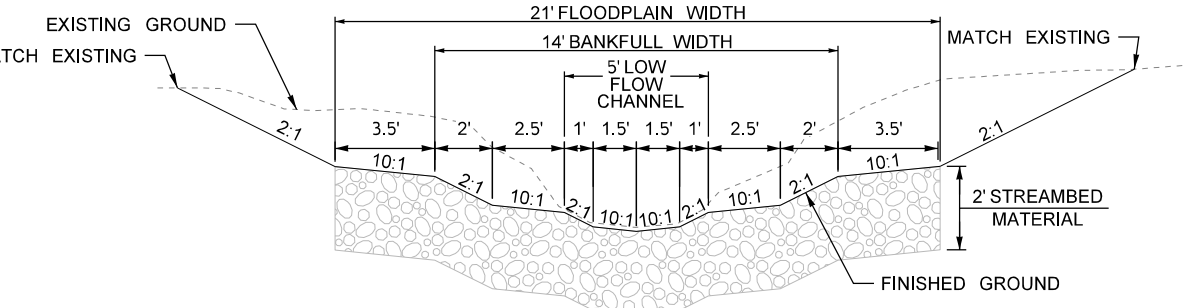 21' FLOODPLAIN WIDTH
EXISTING GROUND
14' BANKFULL WIDTH
MATCH EXISTING
TCH EXISTING
5' LOW
FLOW
CHANNEL
3.5' 2' 2.5' 1' 1.5' 1.5' 1' 2.5' 2' 3.5'
2:1 2:1
10:1 10:1
2:1 2:1
10:1 10:1
2:1 10:1 10:1 2:1
2' STREAMBED
MATERIAL
FINISHED GROUND